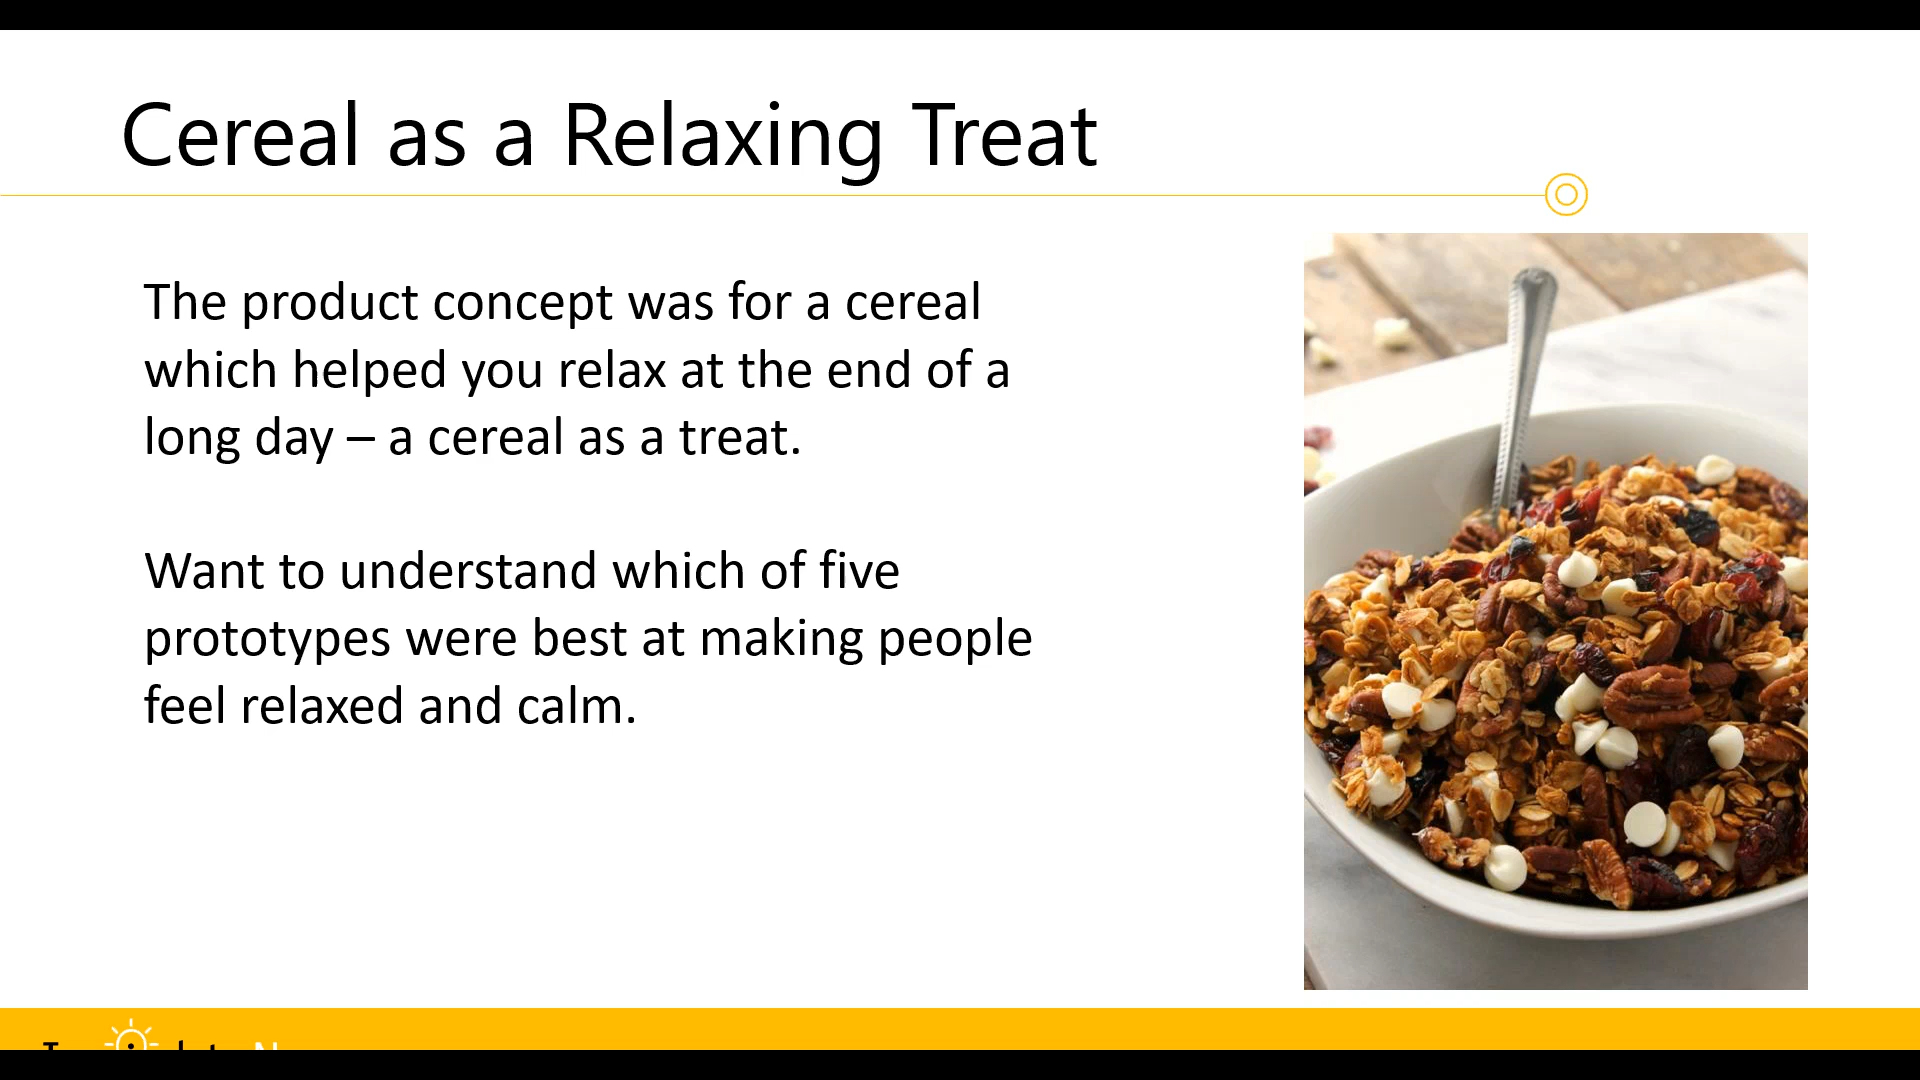 Cereal as a Relaxing Treat
The product concept was for a cereal
which helped you relax at the end of a
long day – a cereal as a treat.
Want to understand which of five
prototypes were best at making people
feel relaxed and calm.